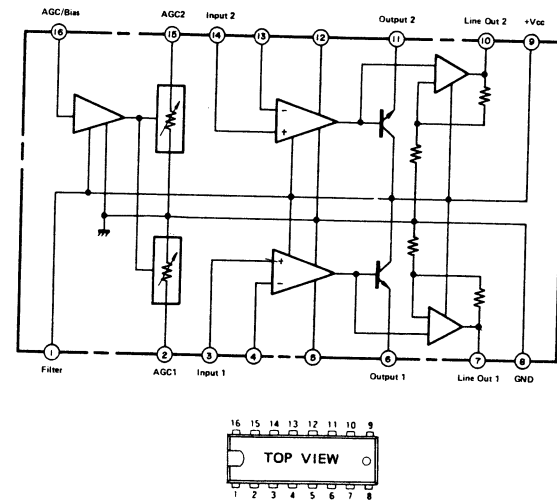 AGC/Bias AGC2 Input 2 Output 2 Line Out 2 +Vcc
16 15 14 13 12 11 10 9
- +
+ -
1 2 3 4 5 6 7 8
Filter AGC1 Input 1 Output 1 Line Out 1 GND
16 15 14 13 12 11 10 9
TOP VIEW
1 2 3 4 5 6 7 8